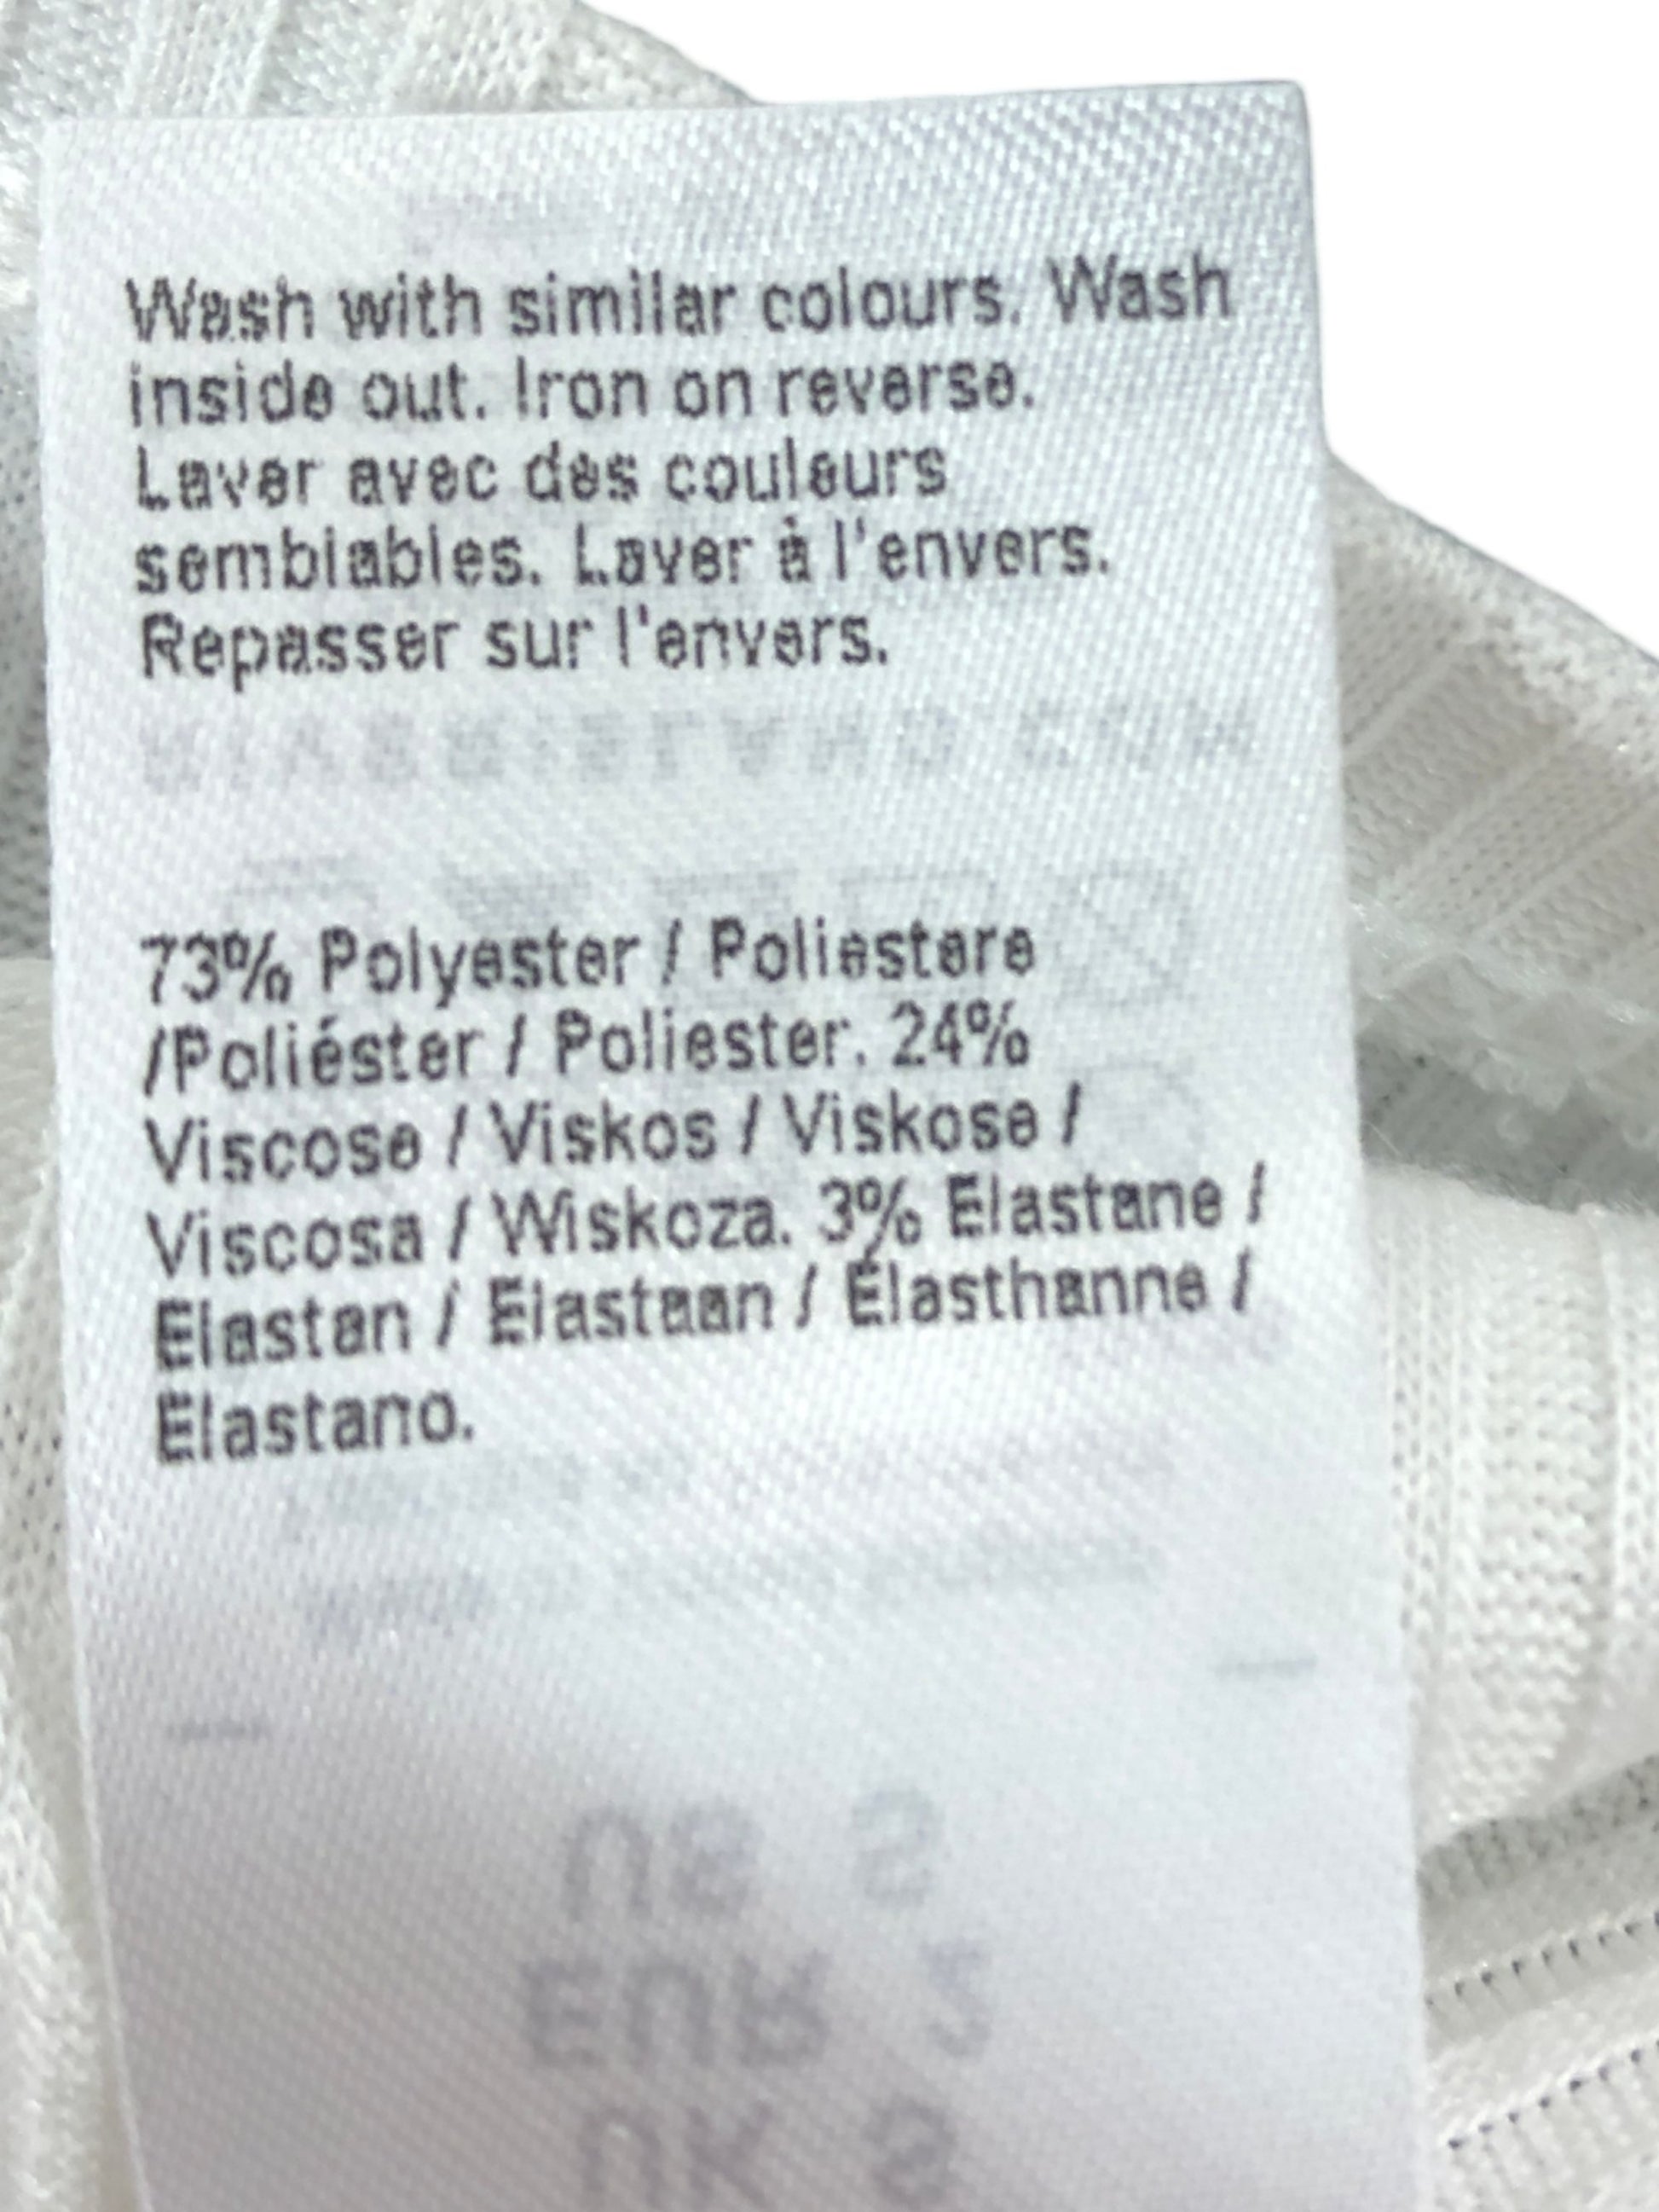 Wash with similar colours. Wash
inside out. Iron on reverse.
Laver avec des couleurs
semblables. Laver à l'envers.
Repasser sur l'envers.
73% Polyester / Poliestere
/Poliéster / Poliester. 24%
Viscose / Viskos / Viskose /
Viscosa / Wiskoza. 3% Elastane /
Elastan / Elastaan / Élasthanne /
Elastano.